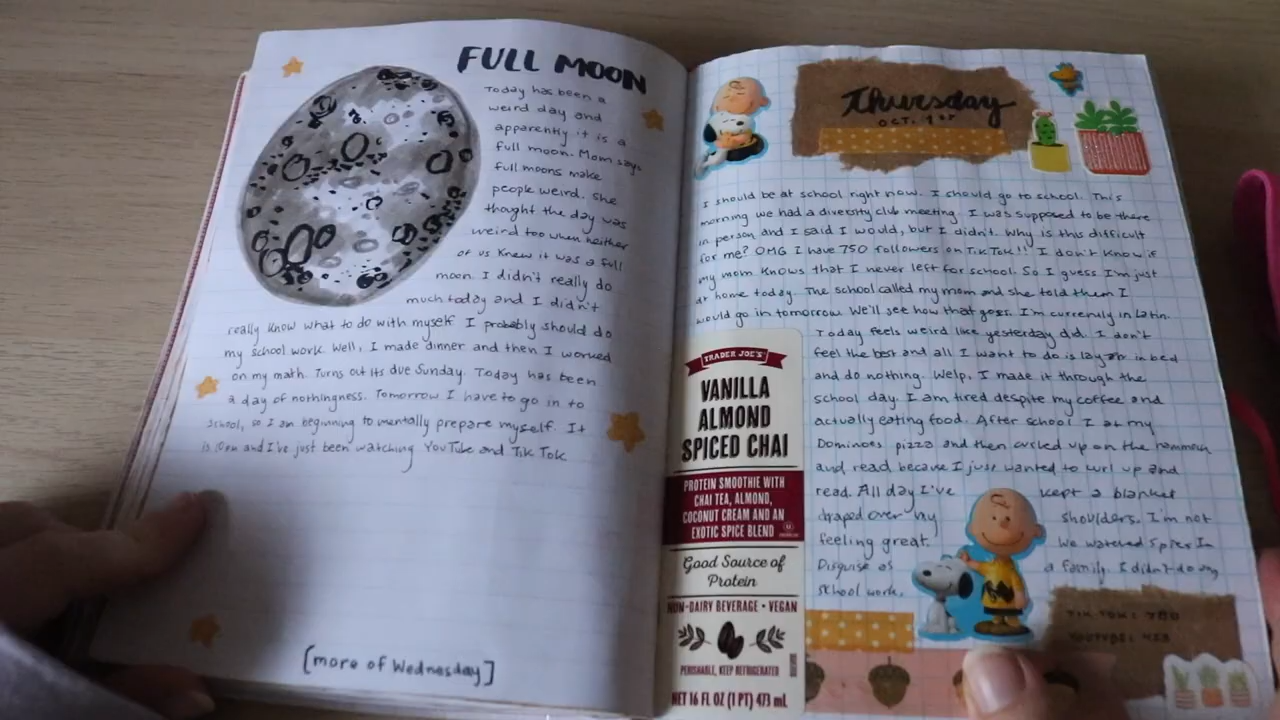 FULL MOON
Today has been a
weird day and
apparently it is a
full moon. Mom says
full moons make
people weird. She
thought the day was
weird too when neither
of us knew it was a full
moon. I didn't really do
much today and I didn't
really know what to do with myself. I probably should do
my school work. Well, I made dinner and then I worked
on my math. Turns out its due Sunday. Today has been
a day of nothingness. Tomorrow I have to go in to
school, so I am beginning to mentally prepare myself. It
is 10pm and I've just been watching YouTube and TikTok
[more of Wednesday]
Thursday
OCT. 1st
I should be at school right now. I should go to school. This
morning we had a diversity club meeting. I was supposed to be there
in person and I said I would, but I didn't. Why is this difficult
for me? OMG I have 750 followers on TikTok!! I don't know if
my mom knows that I never left for school. So I guess I'm just
at home today. The school called my mom and she told them I
would go in tomorrow. We'll see how that goes. I'm currently in Latin.
Today feels weird like yesterday did. I don't
feel the best and all I want to do is lay in bed
and do nothing. Welp, I made it through the
school day. I am tired despite my coffee and
actually eating food. After school I at my
Dominoes pizza and then curled up on the hammock
and read because I just wanted to curl up and
read. All day I've kept a blanket
draped over my shoulders. I'm not
feeling great. We watched Spies In
Disguise as a family. I didn't do any
school work.
TRADER JOE'S
VANILLA
ALMOND
SPICED CHAI
PROTEIN SMOOTHIE WITH
CHAI TEA, ALMOND,
COCONUT CREAM AND AN
EXOTIC SPICE BLEND
Good Source of
Protein
NON-DAIRY BEVERAGE • VEGAN
PERISHABLE, KEEP REFRIGERATED
NET 16 FL OZ (1 PT) 473 mL
TIK TOK:
YOUTUBE: